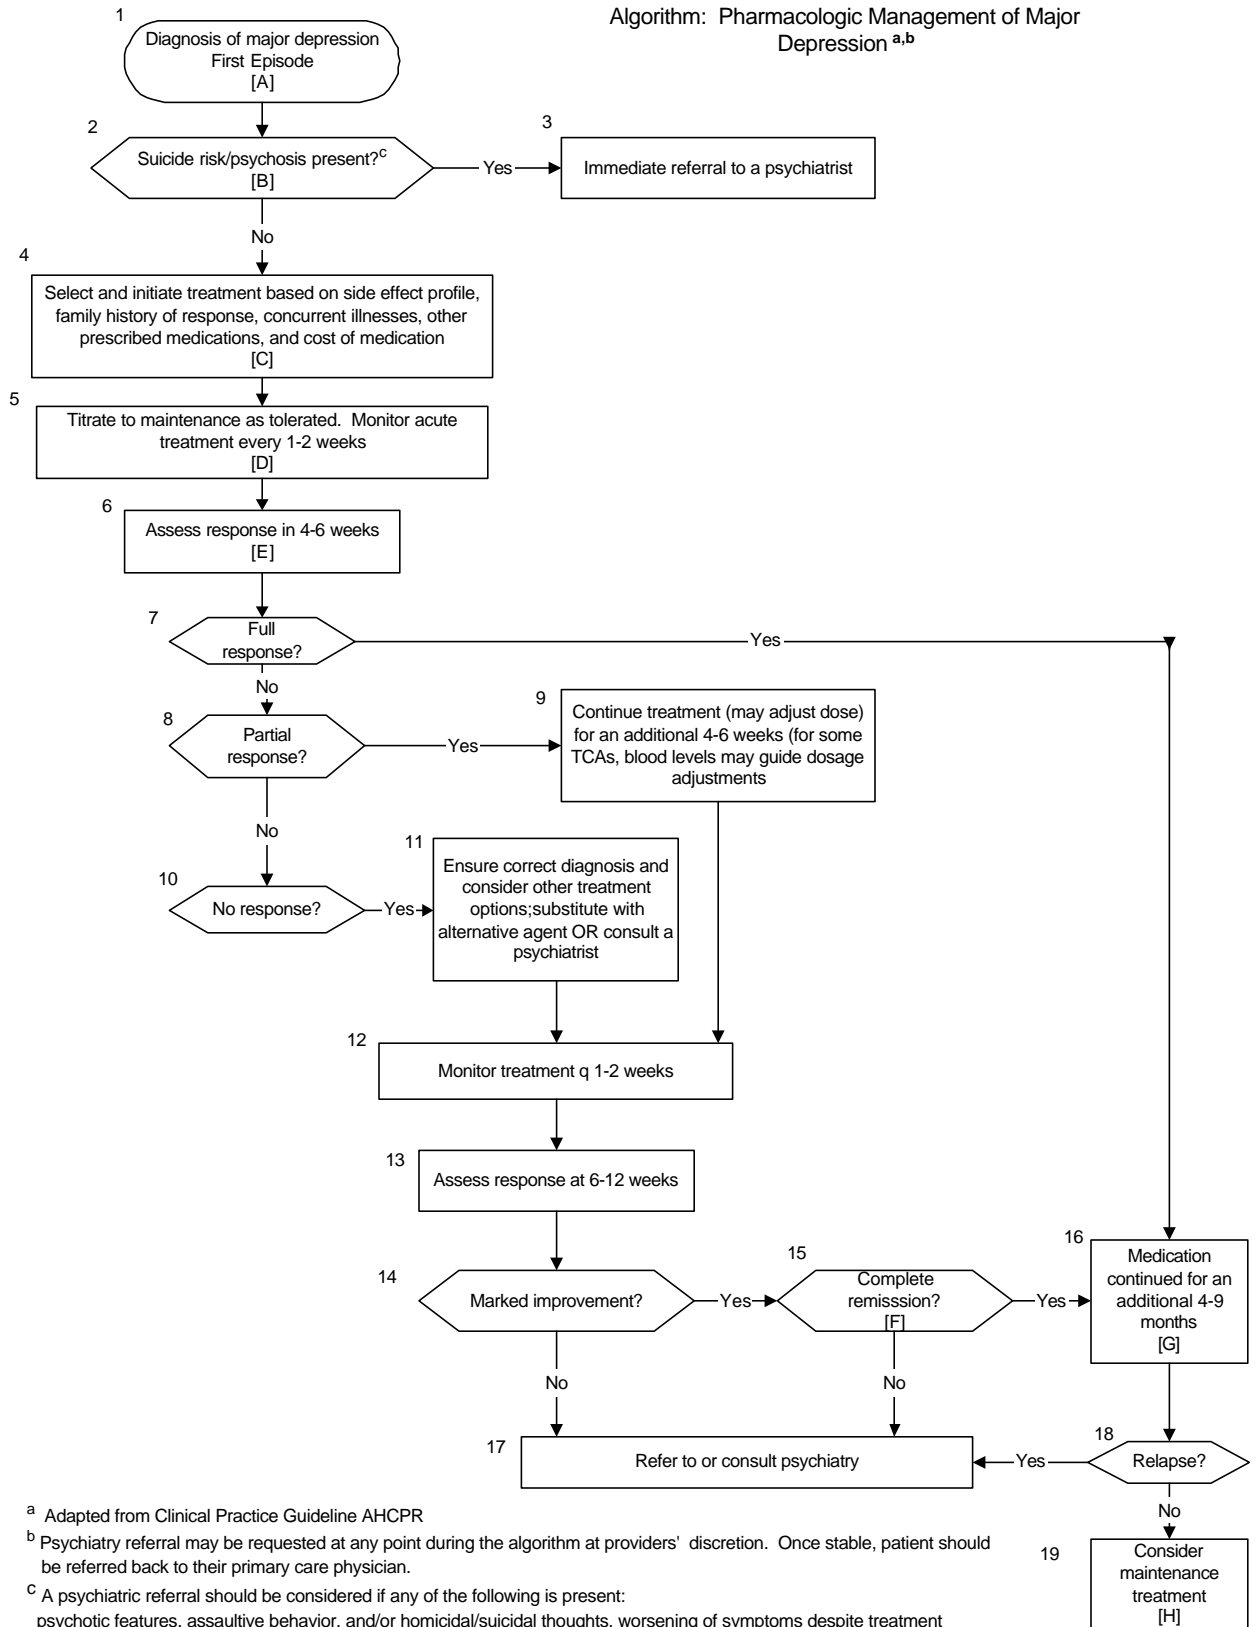 Algorithm: Pharmacologic Management of Major
Depression a,b
1
Diagnosis of major depression
First Episode
[A]
2
Suicide risk/psychosis present?c
[B]
Yes
3
Immediate referral to a psychiatrist
No
4
Select and initiate treatment based on side effect profile,
family history of response, concurrent illnesses, other
prescribed medications, and cost of medication
[C]
5
Titrate to maintenance as tolerated. Monitor acute
treatment every 1-2 weeks
[D]
6
Assess response in 4-6 weeks
[E]
7
Full
response?
Yes
No
8
Partial
response?
Yes
9
Continue treatment (may adjust dose)
for an additional 4-6 weeks (for some
TCAs, blood levels may guide dosage
adjustments
No
10
No response?
Yes
11
Ensure correct diagnosis and
consider other treatment
options;substitute with
alternative agent OR consult a
psychiatrist
12
Monitor treatment q 1-2 weeks
13
Assess response at 6-12 weeks
14
Marked improvement?
Yes
15
Complete
remisssion?
[F]
Yes
16
Medication
continued for an
additional 4-9
months
[G]
No
No
17
Refer to or consult psychiatry
Yes
18
Relapse?
No
19
Consider
maintenance
treatment
[H]
a Adapted from Clinical Practice Guideline AHCPR
b Psychiatry referral may be requested at any point during the algorithm at providers' discretion. Once stable, patient should
be referred back to their primary care physician.
c A psychiatric referral should be considered if any of the following is present:
psychotic features, assaultive behavior, and/or homicidal/suicidal thoughts, worsening of symptoms despite treatment